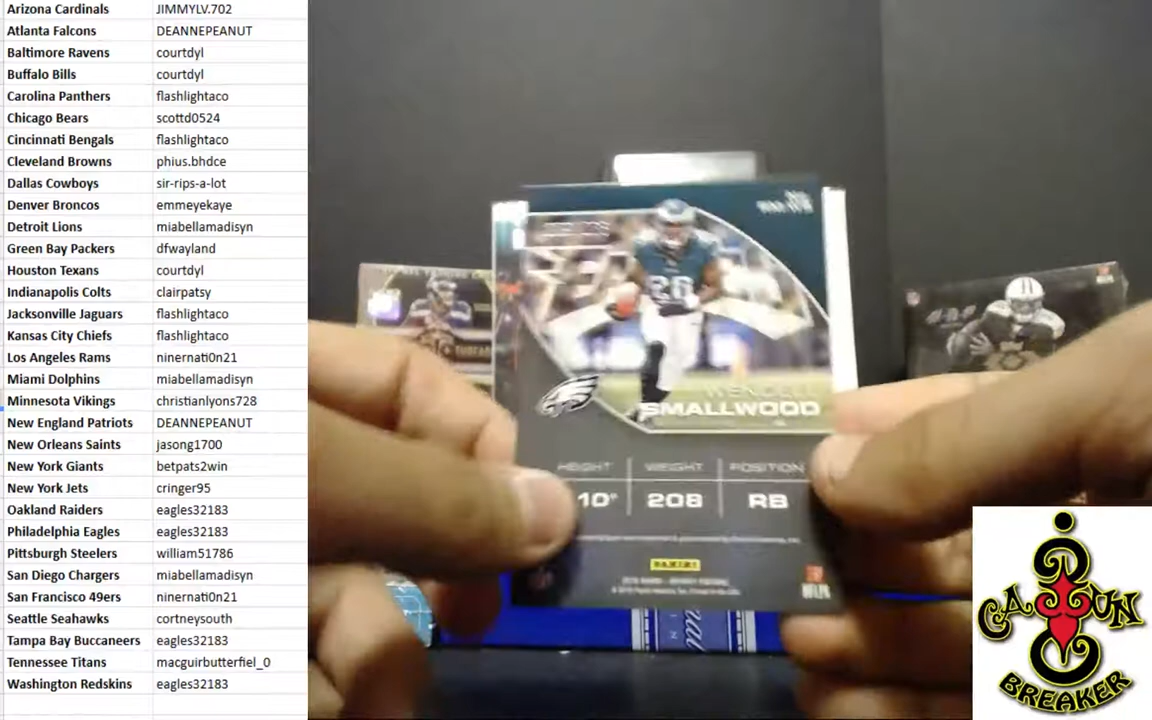 Arizona Cardinals JIMMYLV.702
Atlanta Falcons DEANNEPEANUT
Baltimore Ravens courtdyl
Buffalo Bills courtdyl
Carolina Panthers flashlightaco
Chicago Bears scottd0524
Cincinnati Bengals flashlightaco
Cleveland Browns phius.bhdce
Dallas Cowboys sir-rips-a-lot
Denver Broncos emmeyekaye
Detroit Lions miabellamadisyn
Green Bay Packers dfwayland
Houston Texans courtdyl
Indianapolis Colts clairpatsy
Jacksonville Jaguars flashlightaco
Kansas City Chiefs flashlightaco
Los Angeles Rams ninernati0n21
Miami Dolphins miabellamadisyn
Minnesota Vikings christianlyons728
New England Patriots DEANNEPEANUT
New Orleans Saints jasong1700
New York Giants betpats2win
New York Jets cringer95
Oakland Raiders eagles32183
Philadelphia Eagles eagles32183
Pittsburgh Steelers william51786
San Diego Chargers miabellamadisyn
San Francisco 49ers ninernati0n21
Seattle Seahawks cortneysouth
Tampa Bay Buccaneers eagles32183
Tennessee Titans macguirbutterfiel_0
Washington Redskins eagles32183
28
WENDELL
SMALLWOOD
HEIGHT WEIGHT POSITION
10" 208 RB
PANINI
CAJUN
BREAKER